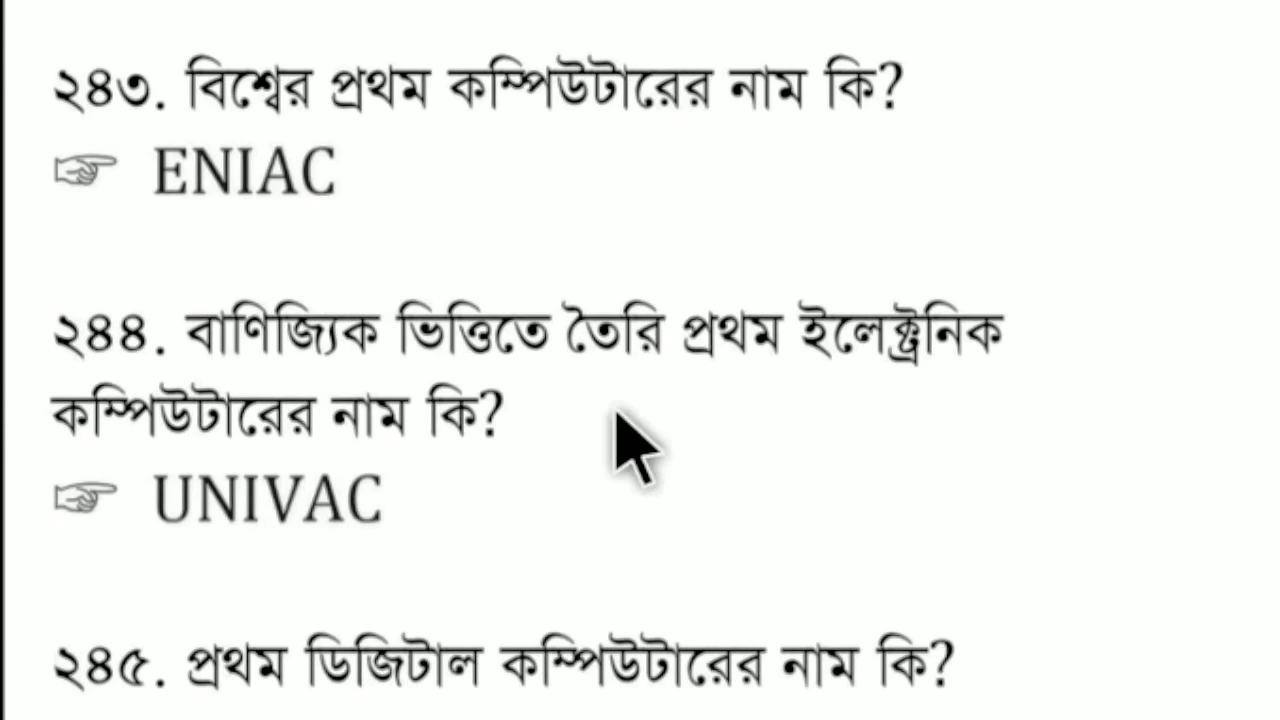 ২৪৩. বিশ্বের প্রথম কম্পিউটারের নাম কি?
☞ ENIAC
২৪৪. বাণিজ্যিক ভিত্তিতে তৈরি প্রথম ইলেক্ট্রনিক
কম্পিউটারের নাম কি?
☞ UNIVAC
২৪৫. প্রথম ডিজিটাল কম্পিউটারের নাম কি?